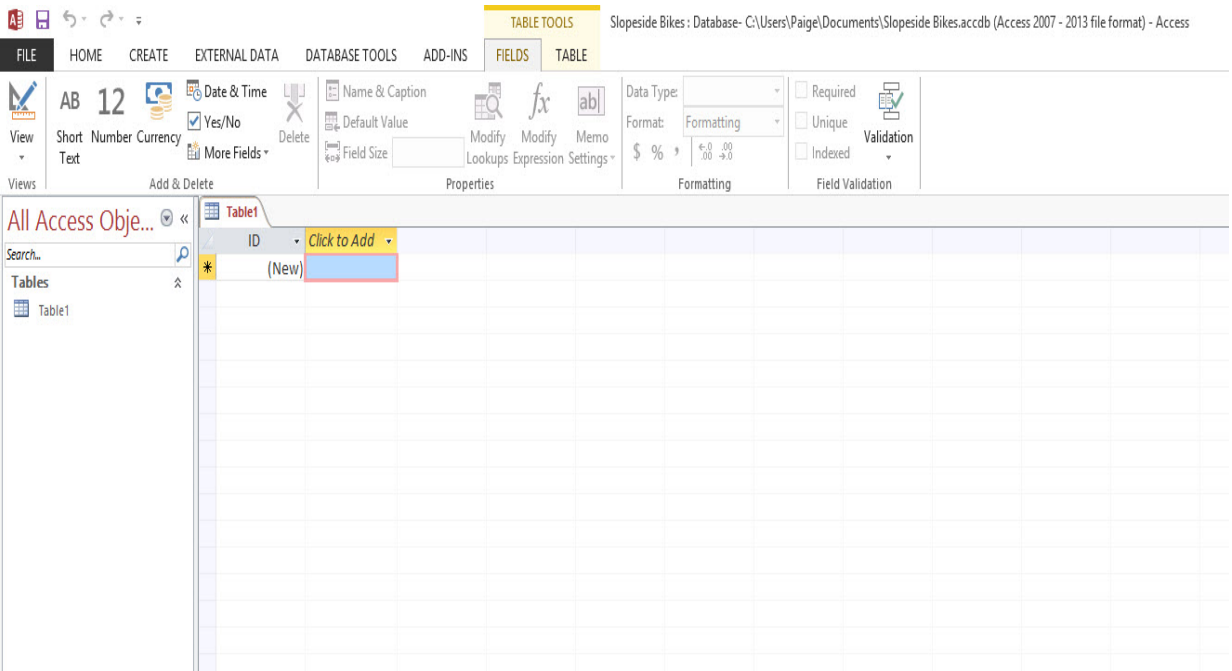 TABLE TOOLS
Slopeside Bikes : Database- C:\Users\Paige\Documents\Slopeside Bikes.accdb (Access 2007 - 2013 file format) - Access
FILE HOME CREATE EXTERNAL DATA DATABASE TOOLS ADD-INS FIELDS TABLE
View
Views
AB
Short Text
12
Number
Currency
Date & Time
Yes/No
More Fields
Delete
Add & Delete
Name & Caption
Default Value
Field Size
Modify Lookups
fx
Modify Expression
ab|
Memo Settings
Properties
Data Type:
Format: Formatting
$ % , ←.0 .00 .00 →.0
Formatting
Required
Unique
Indexed
Validation
Field Validation
All Access Obje... «
Search...
Tables
Table1
Table1
ID Click to Add
* (New)